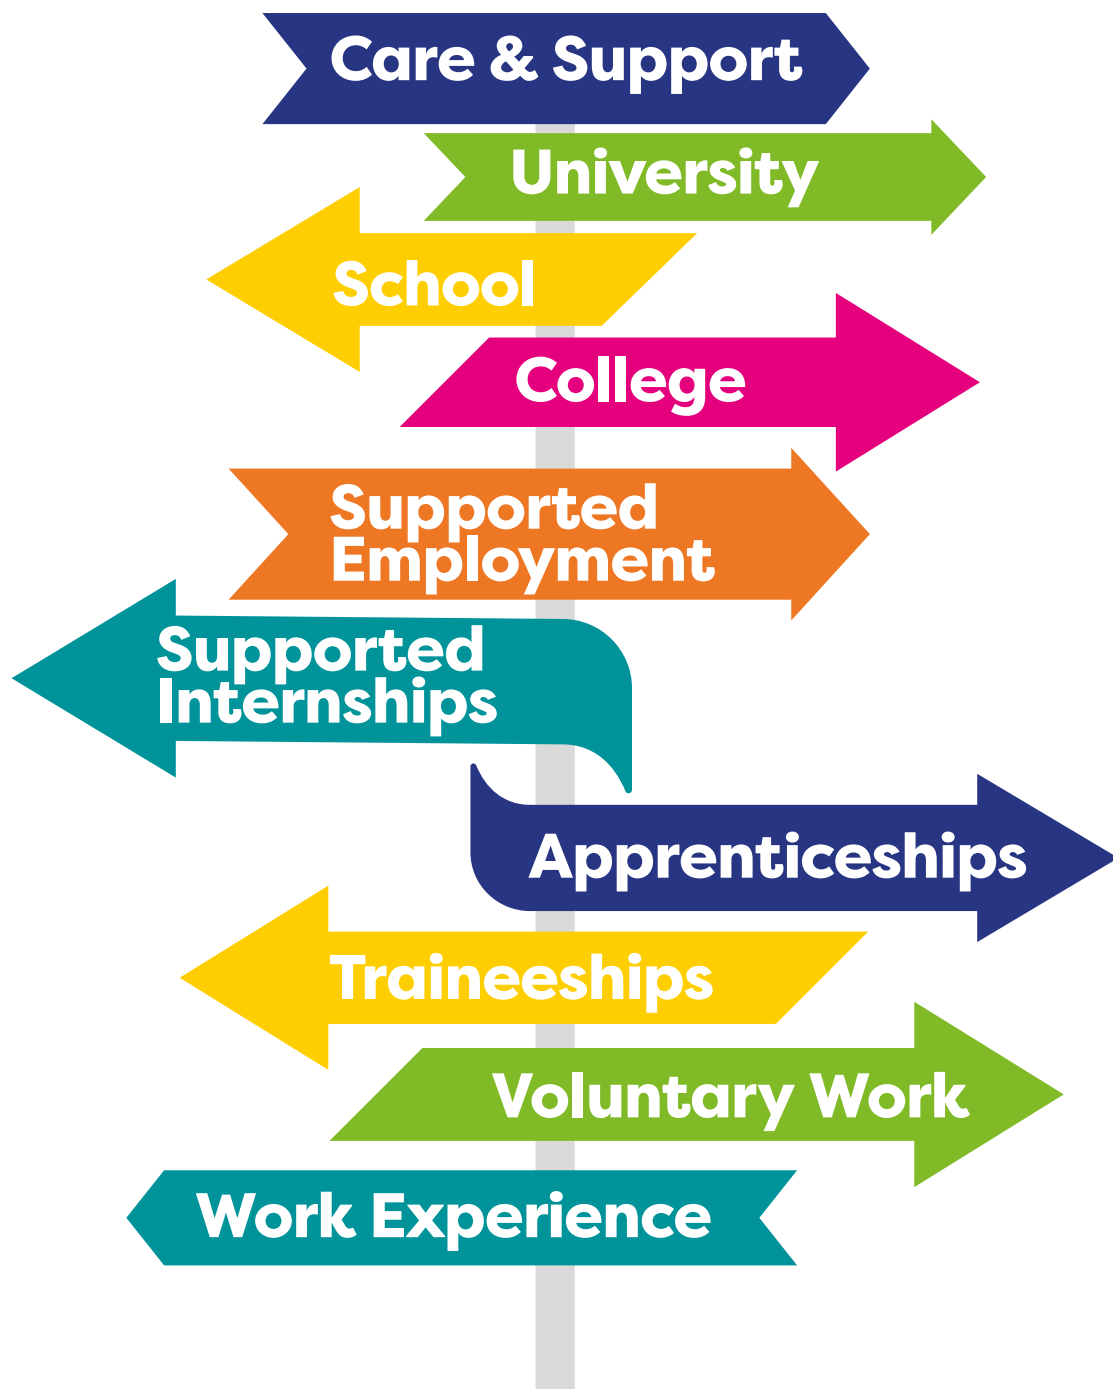 Care & Support
University
School
College
Supported
Employment
Supported
Internships
Apprenticeships
Traineeships
Voluntary Work
Work Experience